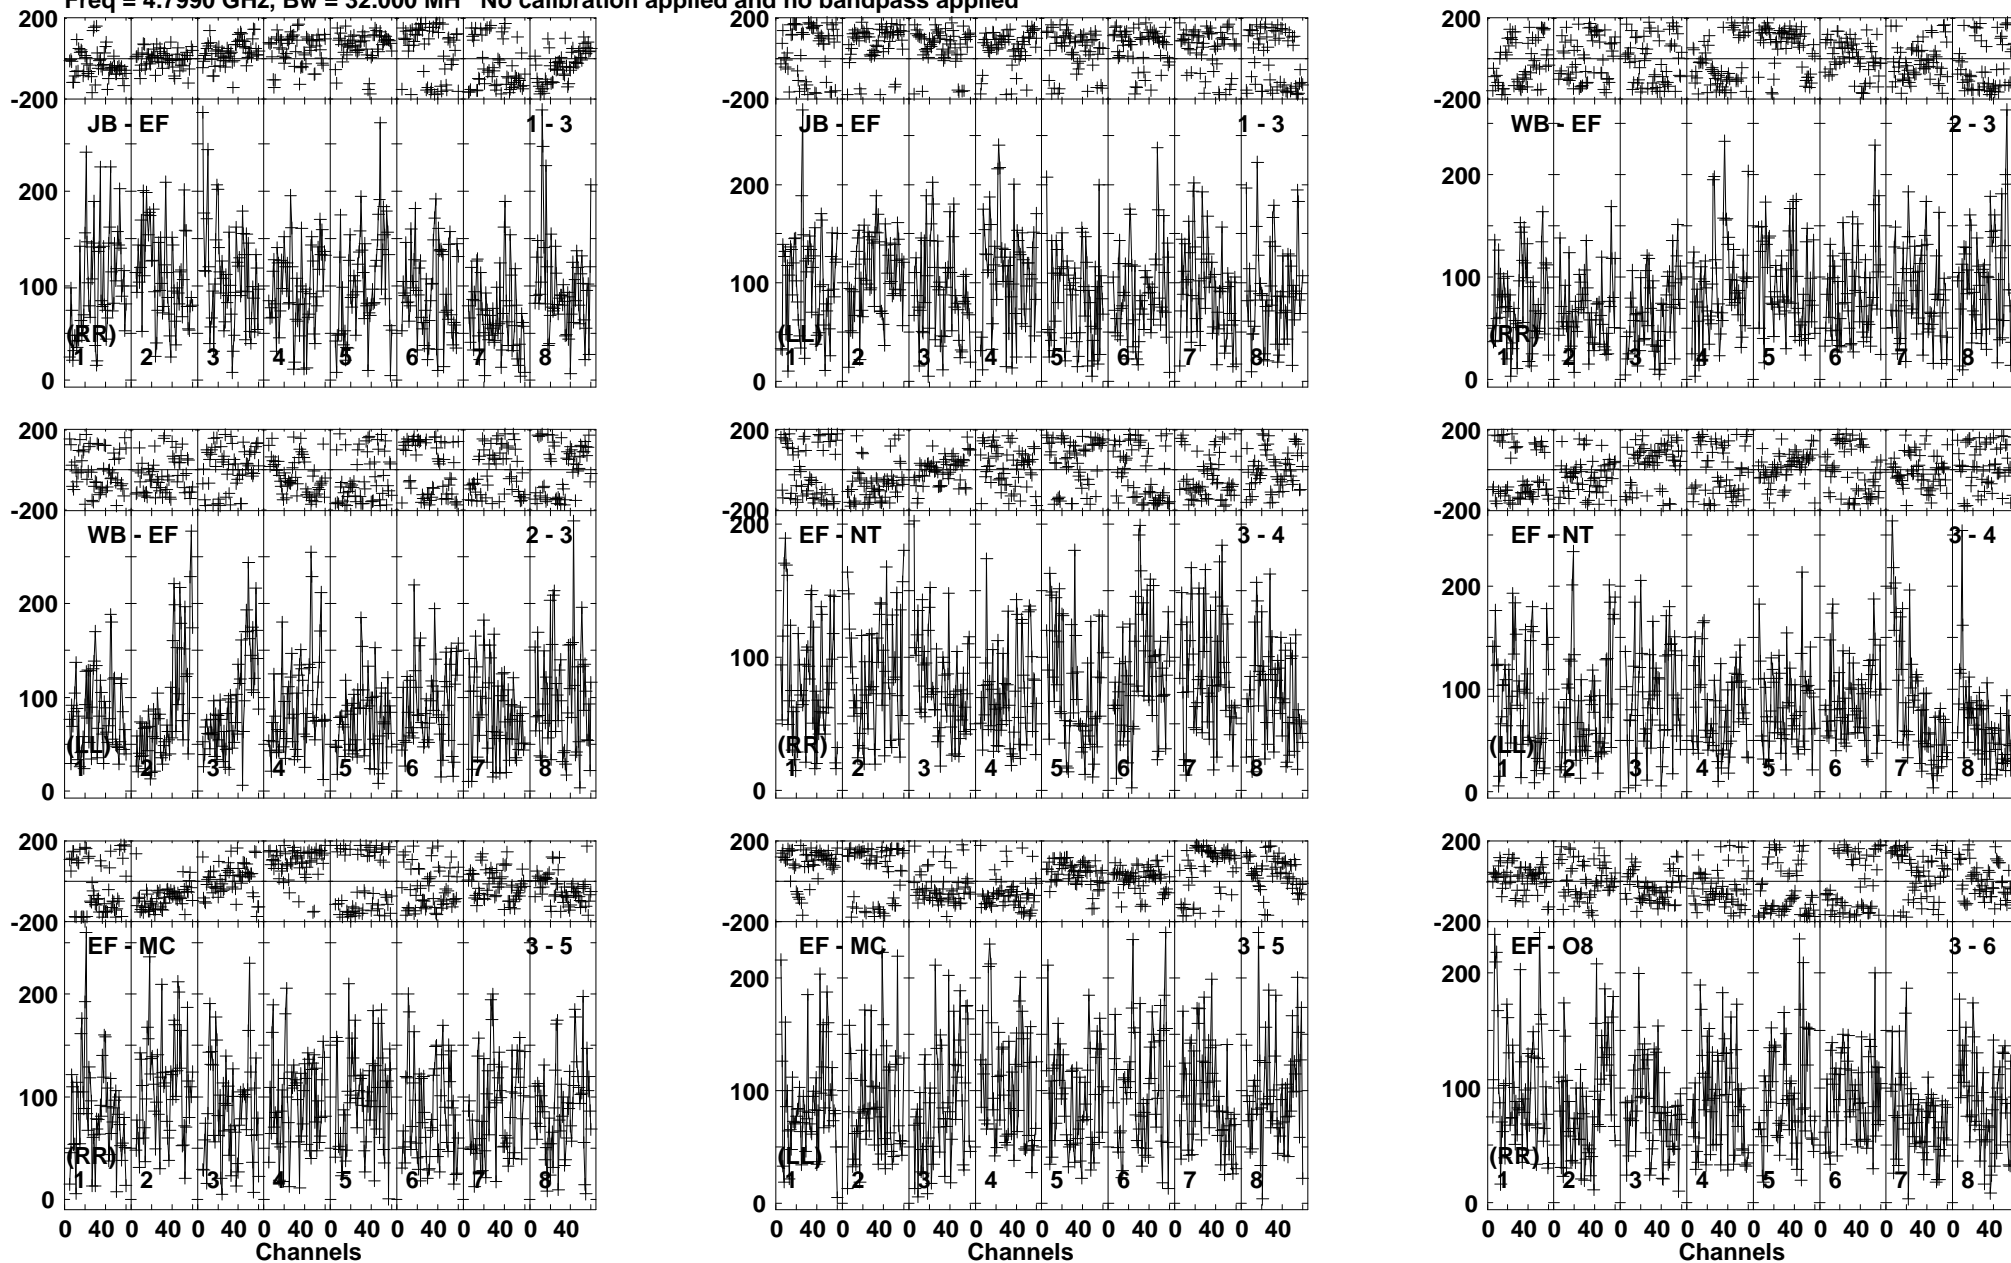 Freq = 4.7990 GHz, Bw = 32.000 MH No calibration applied and no bandpass applied
200 200 200
-200 -200 -200
JB - EF 1 - 3 JB - EF 1 - 3 WB - EF 2 - 3
200 200 200
100 100 100
(RR) (LL) (RR)
1 2 3 4 5 6 7 8 1 2 3 4 5 6 7 8 1 2 3 4 5 6 7 8
0 0 0
200 200 200
-200 -200 -200
WB - EF 2 - 3 EF - NT 3 - 4 EF - NT 3 - 4
200 200 200
100 100 100
(LL) (RR) (LL)
1 2 3 4 5 6 7 8 1 2 3 4 5 6 7 8 1 2 3 4 5 6 7 8
0 0 0
200 200 200
-200 -200 -200
EF - MC 3 - 5 EF - MC 3 - 5 EF - O8 3 - 6
200 200 200
100 100 100
(RR) (LL) (RR)
1 2 3 4 5 6 7 8 1 2 3 4 5 6 7 8 1 2 3 4 5 6 7 8
0 0 0
0 40 0 40 0 40 0 40 0 40 0 40 0 40 0 40 0 40 0 40 0 40 0 40 0 40 0 40 0 40 0 40 0 40 0 40 0 40 0 40 0 40 0 40 0 40 0 40
Channels Channels Channels